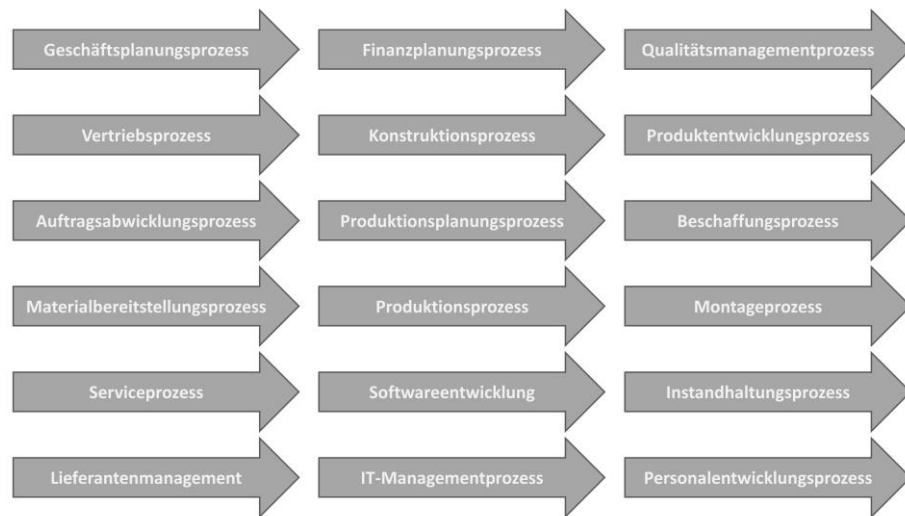 Geschäftsplanungsprozess
Finanzplanungsprozess
Qualitätsmanagementprozess
Vertriebsprozess
Konstruktionsprozess
Produktentwicklungsprozess
Auftragsabwicklungsprozess
Produktionsplanungsprozess
Beschaffungsprozess
Materialbereitstellungsprozess
Produktionsprozess
Montageprozess
Serviceprozess
Softwareentwicklung
Instandhaltungsprozess
Lieferantenmanagement
IT-Managementprozess
Personalentwicklungsprozess